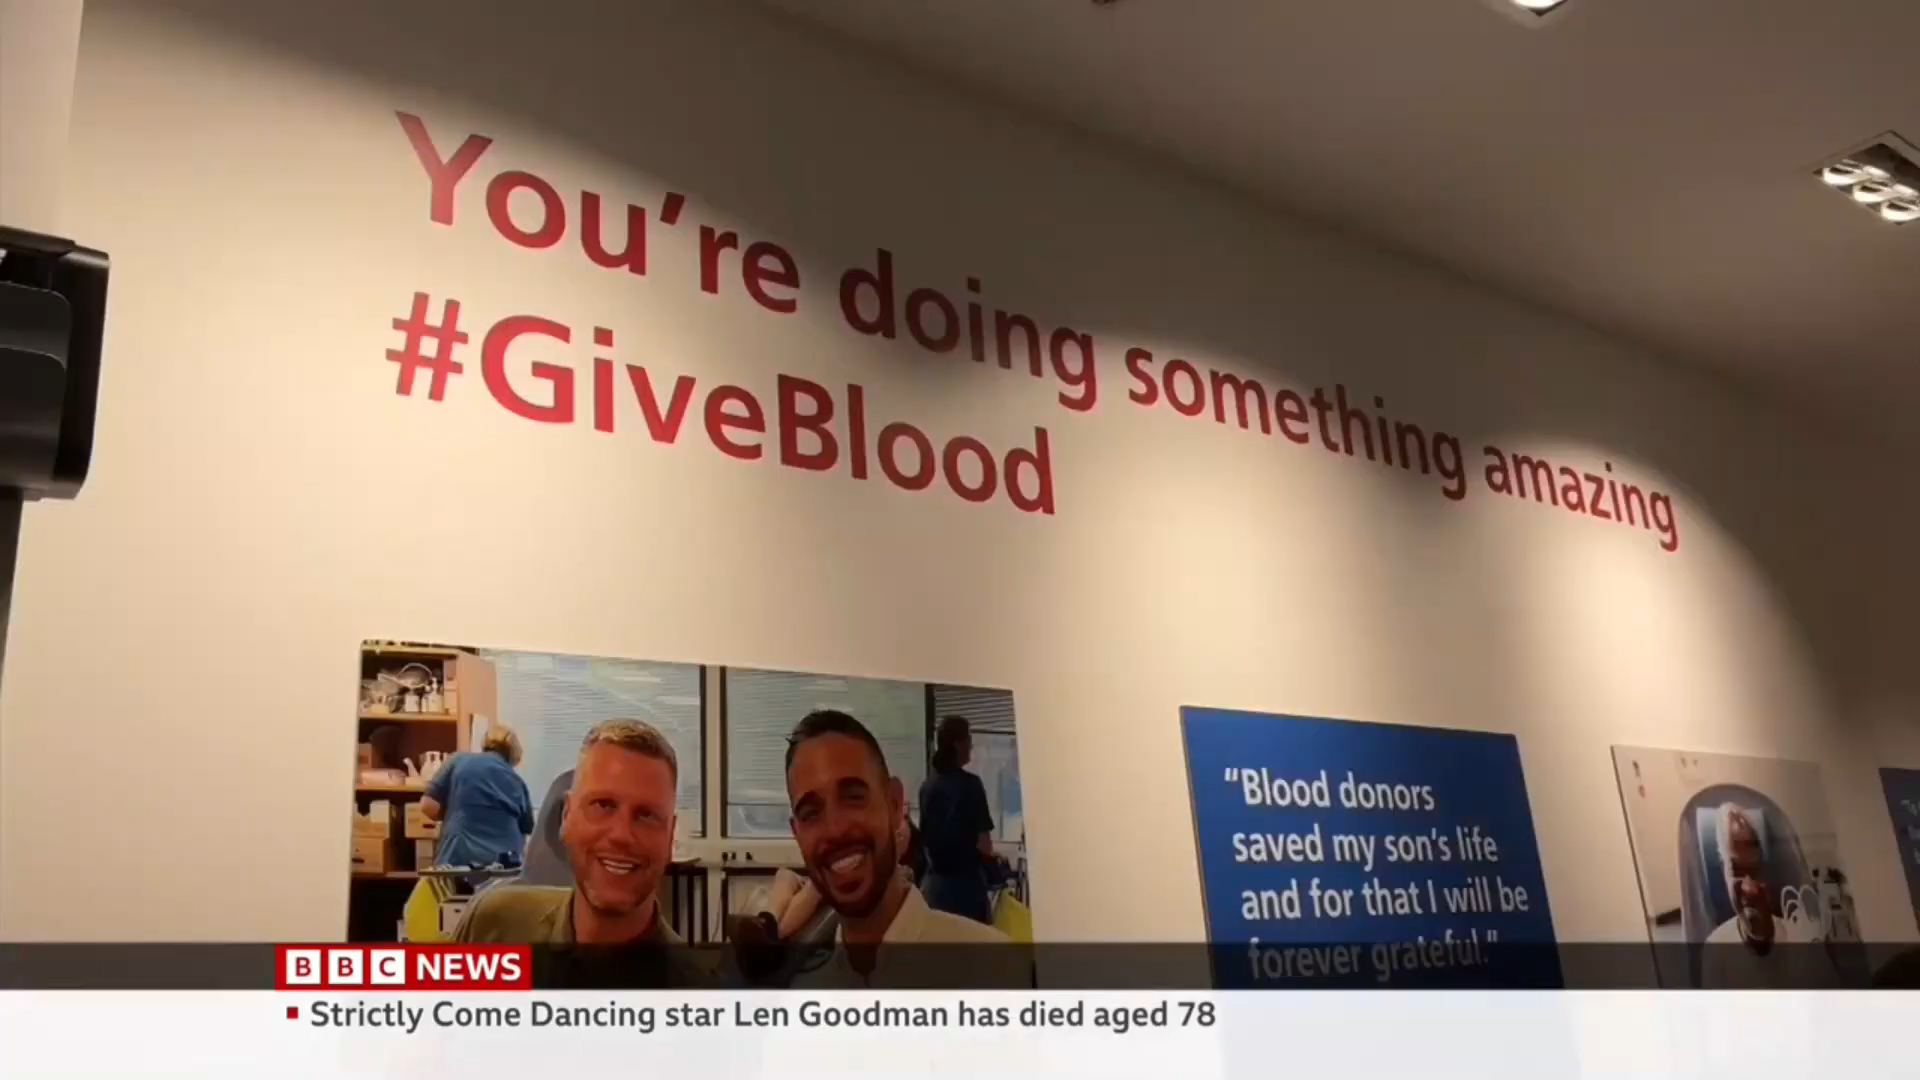 You're doing something amazing
#GiveBlood
"Blood donors
saved my son's life
and for that I will be
forever grateful."
BBC NEWS
Strictly Come Dancing star Len Goodman has died aged 78